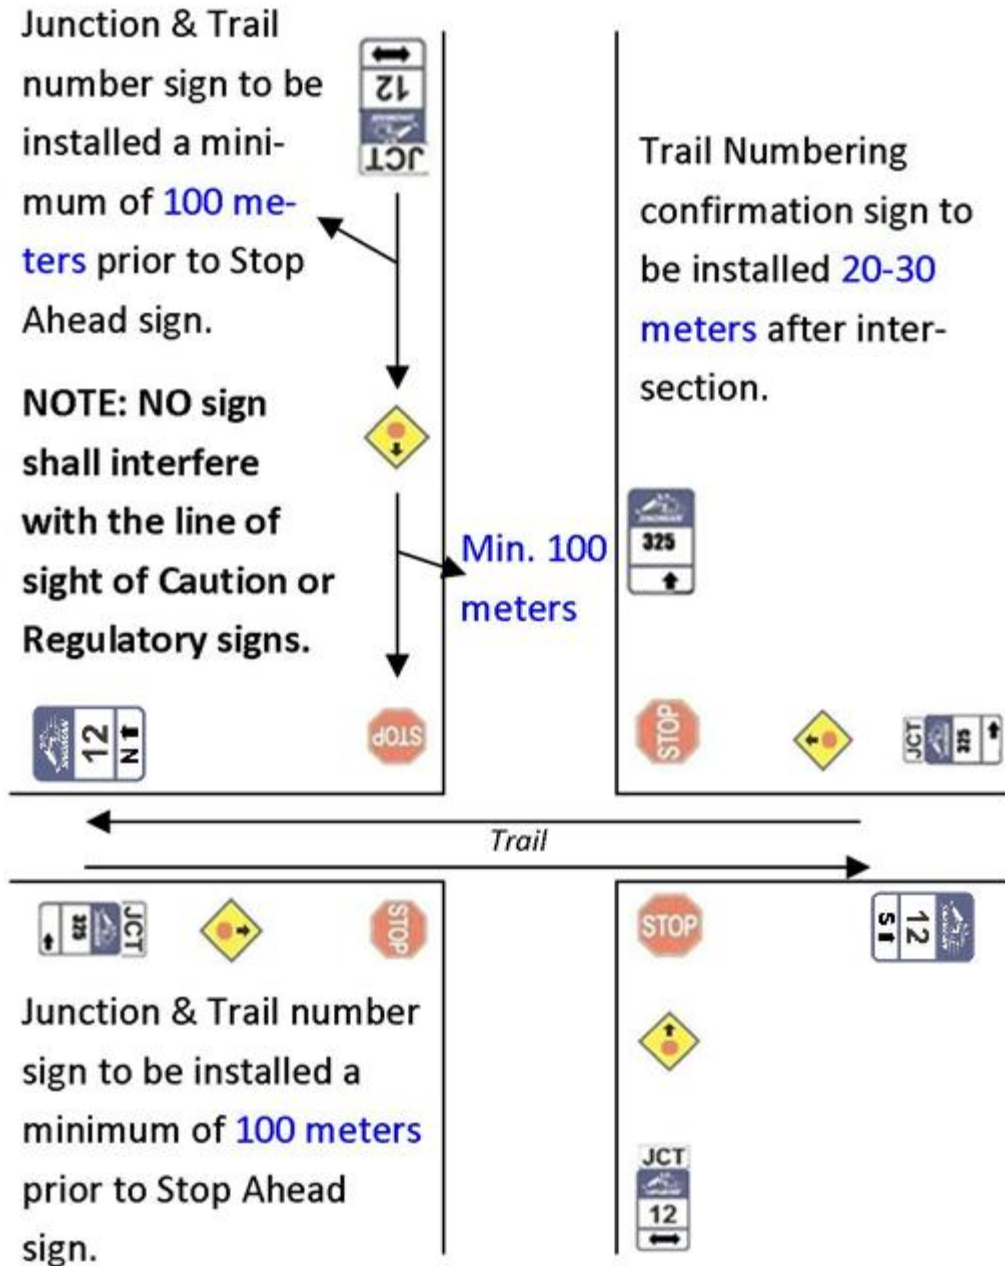 Junction & Trail
number sign to be
installed a mini-
mum of 100 me-
ters prior to Stop
Ahead sign.
NOTE: NO sign
shall interfere
with the line of
sight of Caution or
Regulatory signs.
12
JCT
Trail Numbering
confirmation sign to
be installed 20-30
meters after inter-
section.
325
Min. 100
meters
12
N
STOP
STOP
JCT
325
Trail
JCT
325
STOP
STOP
12
S
Junction & Trail number
sign to be installed a
minimum of 100 meters
prior to Stop Ahead
sign.
JCT
12